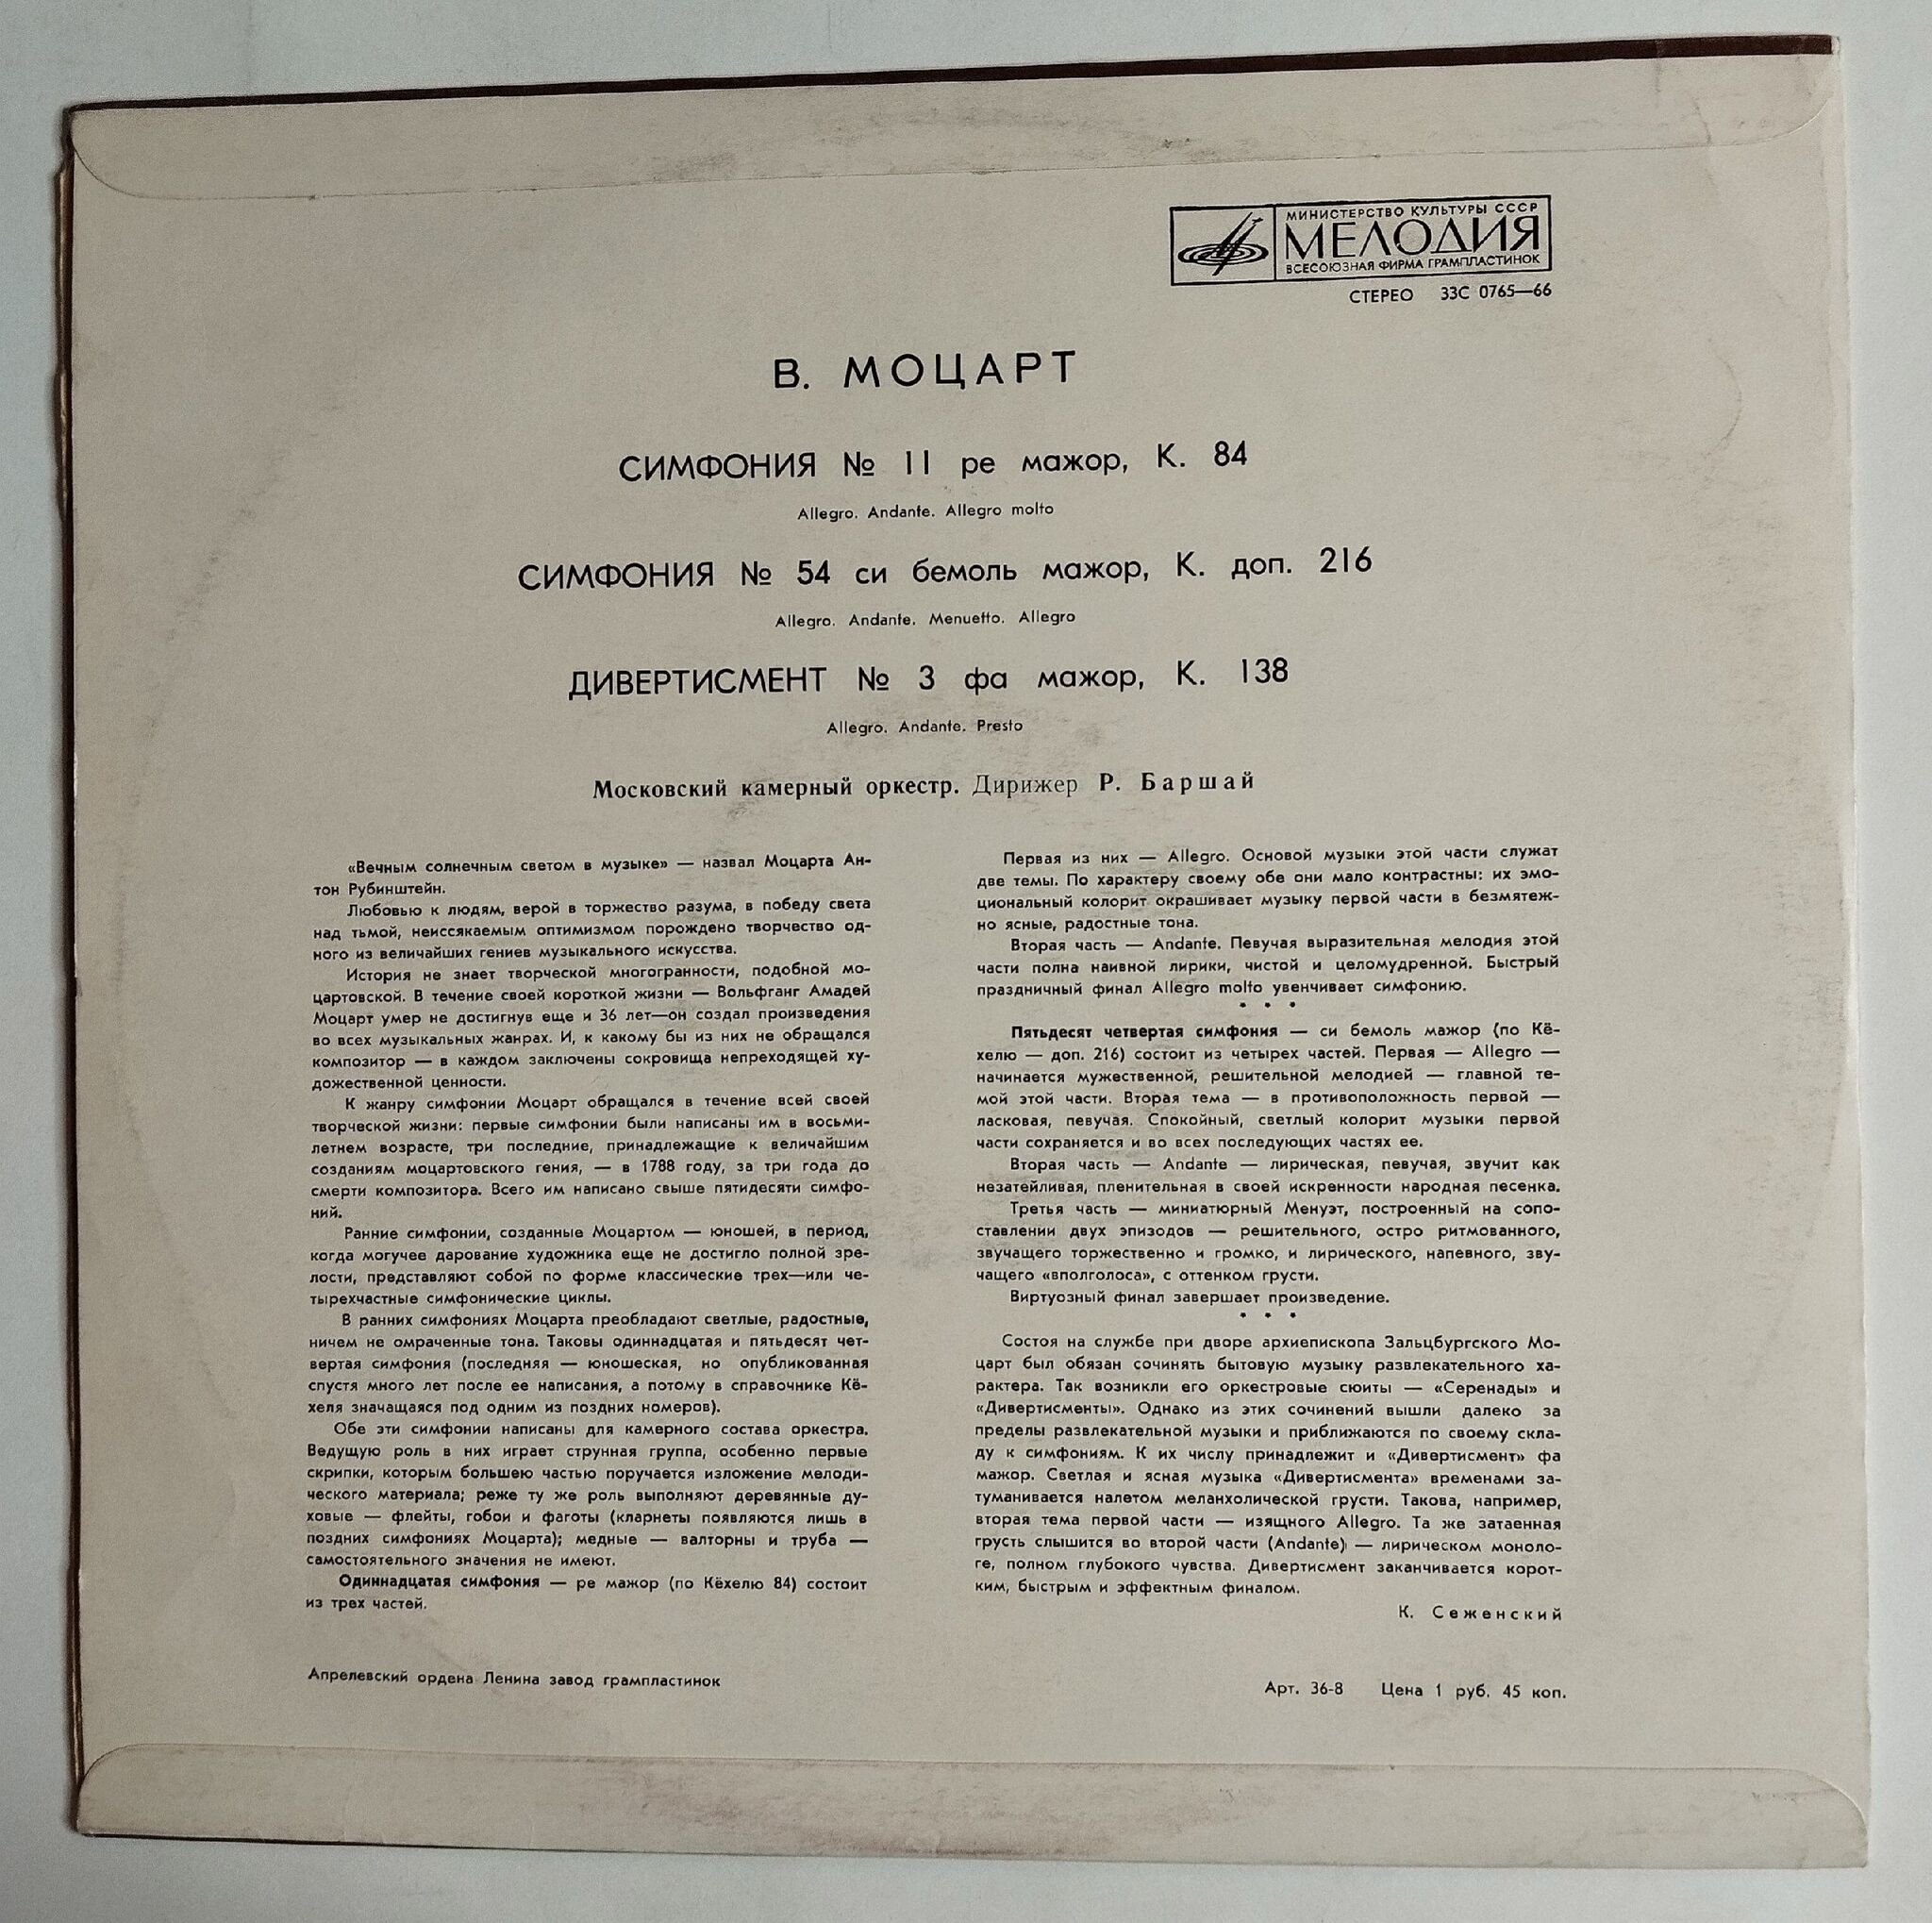 МИНИСТЕРСТВО КУЛЬТУРЫ СССР
МЕЛОДИЯ
ВСЕСОЮЗНАЯ ФИРМА ГРАМПЛАСТИНОК
СТЕРЕО 33С 0765—66
В. МОЦАРТ
СИМФОНИЯ № 11 ре мажор, К. 84
Allegro. Andante. Allegro molto
СИМФОНИЯ № 54 си бемоль мажор, К. доп. 216
Allegro. Andante. Menuetto. Allegro
ДИВЕРТИСМЕНТ № 3 фа мажор, К. 138
Allegro. Andante. Presto
Московский камерный оркестр. Дирижер Р. Баршай
«Вечным солнечным светом в музыке» — назвал Моцарта Ан-
тон Рубинштейн.
Любовью к людям, верой в торжество разума, в победу света
над тьмой, неиссякаемым оптимизмом порождено творчество од-
ного из величайших гениев музыкального искусства.
История не знает творческой многогранности, подобной мо-
цартовской. В течение своей короткой жизни — Вольфганг Амадей
Моцарт умер не достигнув еще и 36 лет—он создал произведения
во всех музыкальных жанрах. И, к какому бы из них не обращался
композитор — в каждом заключены сокровища непреходящей ху-
дожественной ценности.
К жанру симфонии Моцарт обращался в течение всей своей
творческой жизни: первые симфонии были написаны им в восьми-
летнем возрасте, три последние, принадлежащие к величайшим
созданиям моцартовского гения, — в 1788 году, за три года до
смерти композитора. Всего им написано свыше пятидесяти симфо-
ний.
Ранние симфонии, созданные Моцартом — юношей, в период,
когда могучее дарование художника еще не достигло полной зре-
лости, представляют собой по форме классические трех—или че-
тырехчастные симфонические циклы.
В ранних симфониях Моцарта преобладают светлые, радостные,
ничем не омраченные тона. Таковы одиннадцатая и пятьдесят чет-
вертая симфония (последняя — юношеская, но опубликованная
спустя много лет после ее написания, а потому в справочнике Кё-
хеля значащаяся под одним из поздних номеров).
Обе эти симфонии написаны для камерного состава оркестра.
Ведущую роль в них играет струнная группа, особенно первые
скрипки, которым большею частью поручается изложение мелоди-
ческого материала; реже ту же роль выполняют деревянные ду-
ховые — флейты, гобои и фаготы (кларнеты появляются лишь в
поздних симфониях Моцарта); медные — валторны и труба —
самостоятельного значения не имеют.
Одиннадцатая симфония — ре мажор (по Кёхелю 84) состоит
из трех частей.
Первая из них — Allegro. Основой музыки этой части служат
две темы. По характеру своему обе они мало контрастны: их эмо-
циональный колорит окрашивает музыку первой части в безмятеж-
но ясные, радостные тона.
Вторая часть — Andante. Певучая выразительная мелодия этой
части полна наивной лирики, чистой и целомудренной. Быстрый
праздничный финал Allegro molto увенчивает симфонию.
• • •
Пятьдесят четвертая симфония — си бемоль мажор (по Кё-
хелю — доп. 216) состоит из четырех частей. Первая — Allegro —
начинается мужественной, решительной мелодией — главной те-
мой этой части. Вторая тема — в противоположность первой —
ласковая, певучая. Спокойный, светлый колорит музыки первой
части сохраняется и во всех последующих частях ее.
Вторая часть — Andante — лирическая, певучая, звучит как
незатейливая, пленительная в своей искренности народная песенка.
Третья часть — миниатюрный Менуэт, построенный на сопо-
ставлении двух эпизодов — решительного, остро ритмованного,
звучащего торжественно и громко, и лирического, напевного, зву-
чащего «вполголоса», с оттенком грусти.
Виртуозный финал завершает произведение.
• • •
Состоя на службе при дворе архиепископа Зальцбургского Мо-
царт был обязан сочинять бытовую музыку развлекательного ха-
рактера. Так возникли его оркестровые сюиты — «Серенады» и
«Дивертисменты». Однако из этих сочинений вышли далеко за
пределы развлекательной музыки и приближаются по своему скла-
ду к симфониям. К их числу принадлежит и «Дивертисмент» фа
мажор. Светлая и ясная музыка «Дивертисмента» временами за-
туманивается налетом меланхолической грусти. Такова, например,
вторая тема первой части — изящного Allegro. Та же затаенная
грусть слышится во второй части (Andante) — лирическом моноло-
ге, полном глубокого чувства. Дивертисмент заканчивается корот-
ким, быстрым и эффектным финалом.
К. Сеженский
Апрелевский ордена Ленина завод грампластинок
Арт. 36-8 Цена 1 руб. 45 коп.